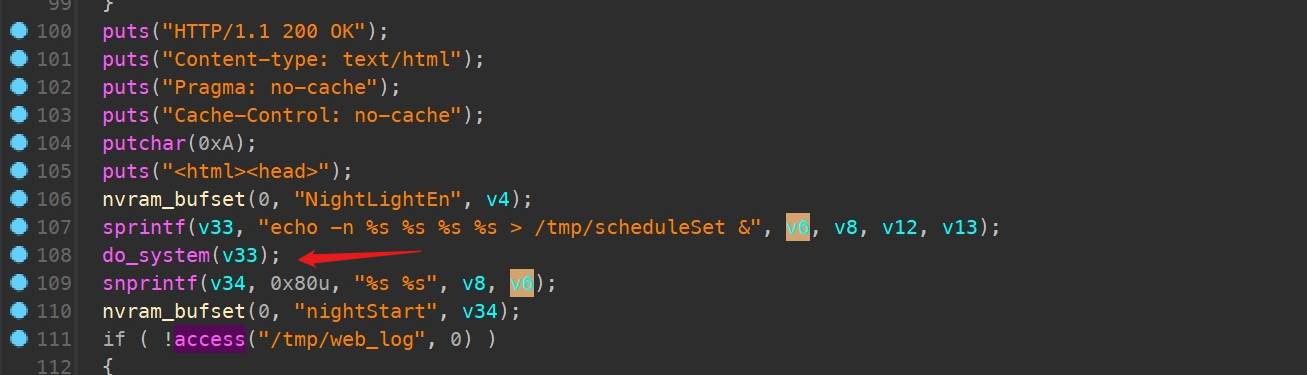 99 }
100 puts("HTTP/1.1 200 OK");
101 puts("Content-type: text/html");
102 puts("Pragma: no-cache");
103 puts("Cache-Control: no-cache");
104 putchar(0xA);
105 puts("<html><head>");
106 nvram_bufset(0, "NightLightEn", v4);
107 sprintf(v33, "echo -n %s %s %s %s > /tmp/scheduleSet &", v6, v8, v12, v13);
108 do_system(v33);
109 snprintf(v34, 0x80u, "%s %s", v8, v6);
110 nvram_bufset(0, "nightStart", v34);
111 if ( !access("/tmp/web_log", 0) )
112 {